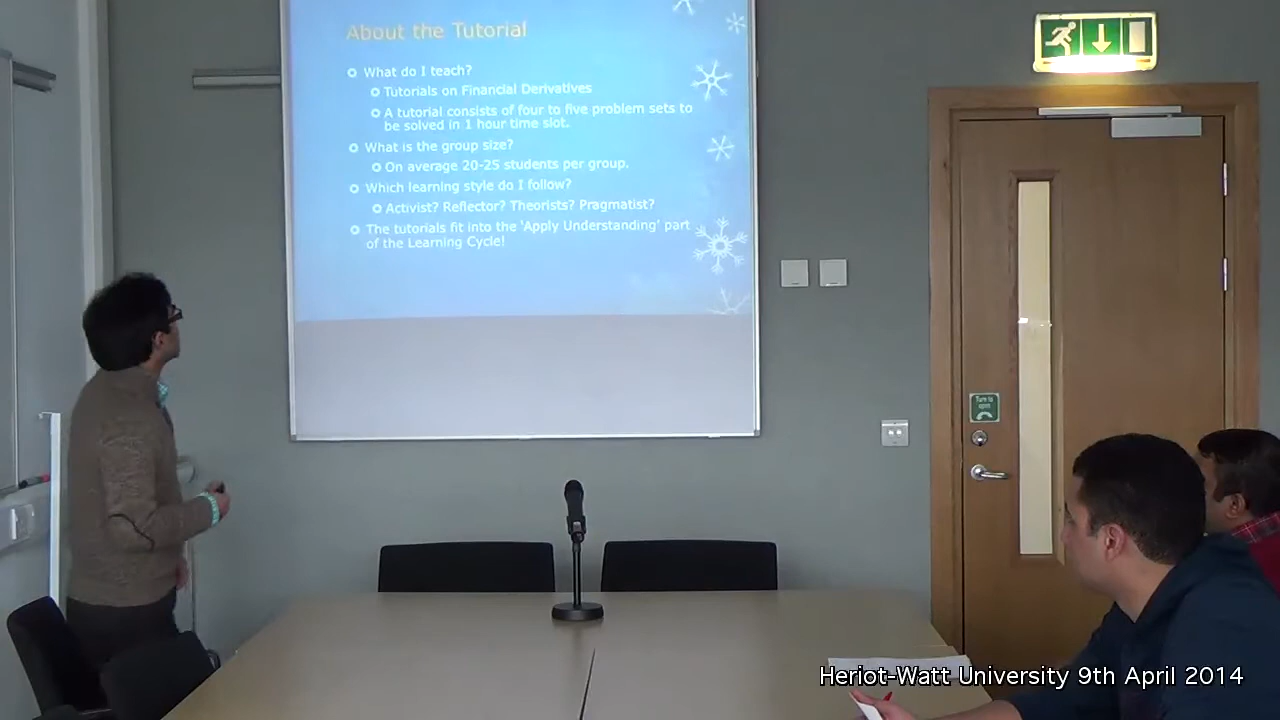 About the Tutorial
What do I teach?
Tutorials on Financial Derivatives
A tutorial consists of four to five problem sets to
be solved in 1 hour time slot.
What is the group size?
On average 20-25 students per group.
Which learning style do I follow?
Activist? Reflector? Theorists? Pragmatist?
The tutorials fit into the 'Apply Understanding' part
of the Learning Cycle!
Turn to
open
Heriot-Watt University 9th April 2014